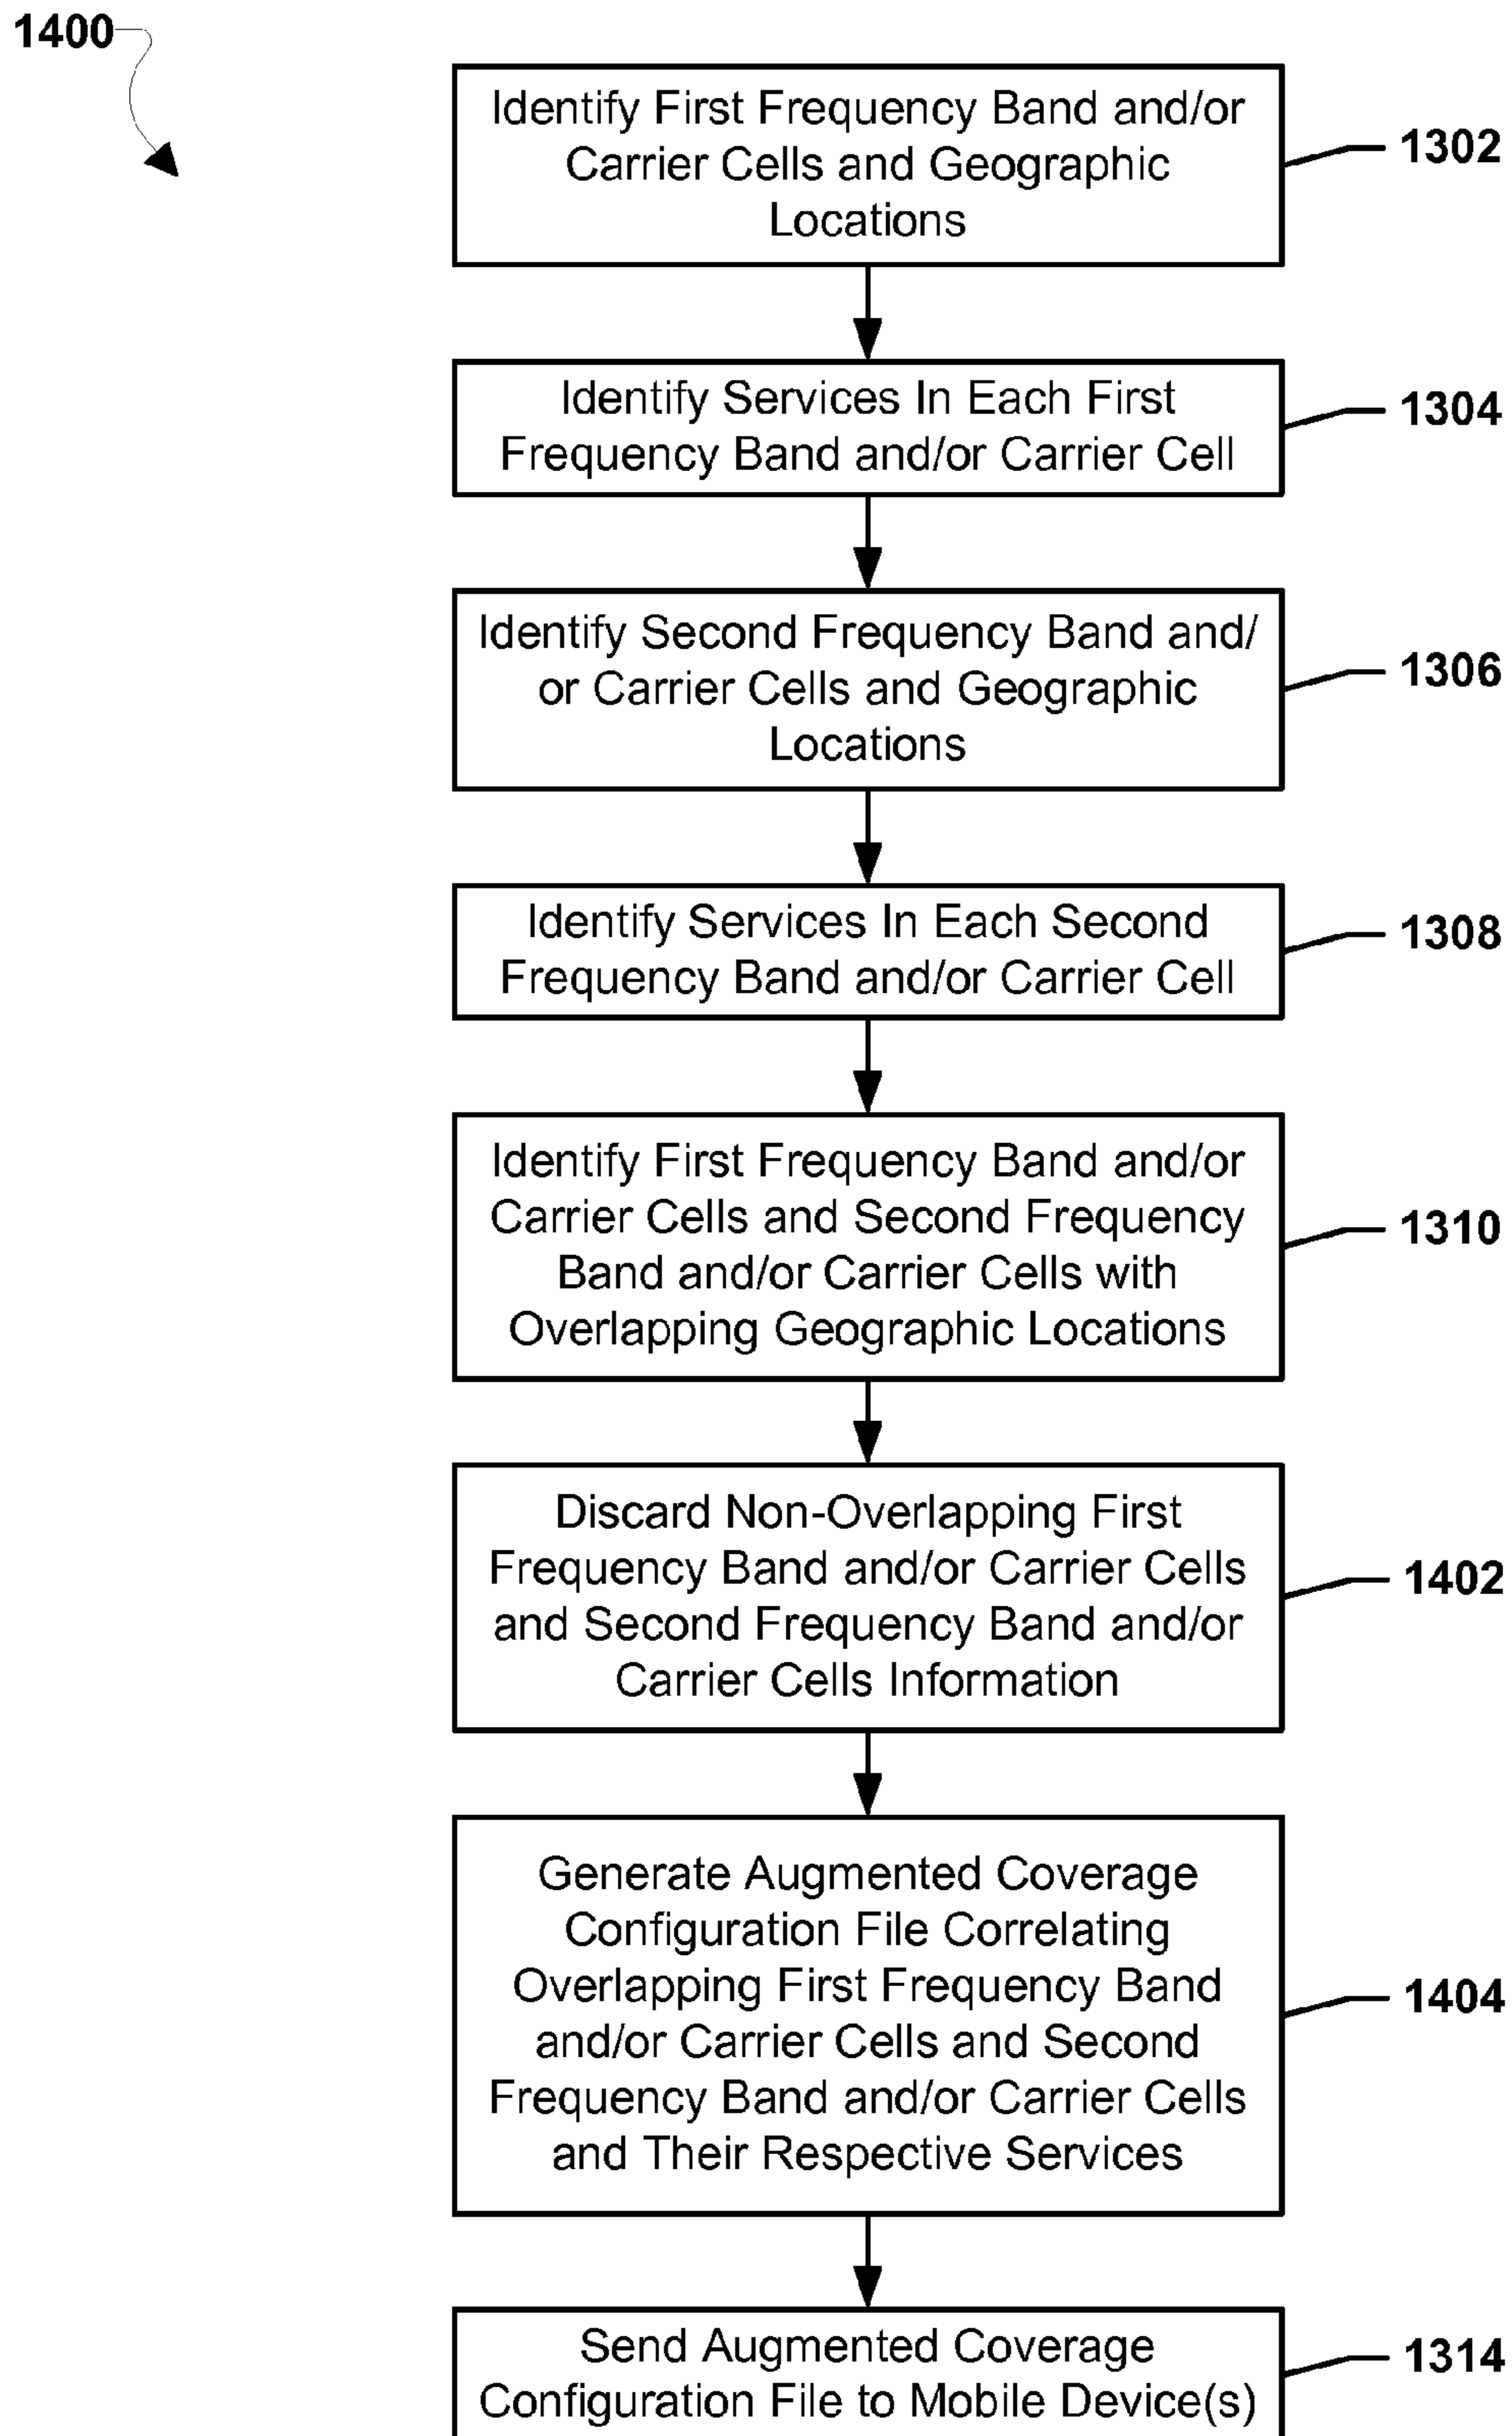 1400
Identify First Frequency Band and/or
Carrier Cells and Geographic
Locations
1302
Identify Services In Each First
Frequency Band and/or Carrier Cell
1304
Identify Second Frequency Band and/
or Carrier Cells and Geographic
Locations
1306
Identify Services In Each Second
Frequency Band and/or Carrier Cell
1308
Identify First Frequency Band and/or
Carrier Cells and Second Frequency
Band and/or Carrier Cells with
Overlapping Geographic Locations
1310
Discard Non-Overlapping First
Frequency Band and/or Carrier Cells
and Second Frequency Band and/or
Carrier Cells Information
1402
Generate Augmented Coverage
Configuration File Correlating
Overlapping First Frequency Band
and/or Carrier Cells and Second
Frequency Band and/or Carrier Cells
and Their Respective Services
1404
Send Augmented Coverage
Configuration File to Mobile Device(s)
1314